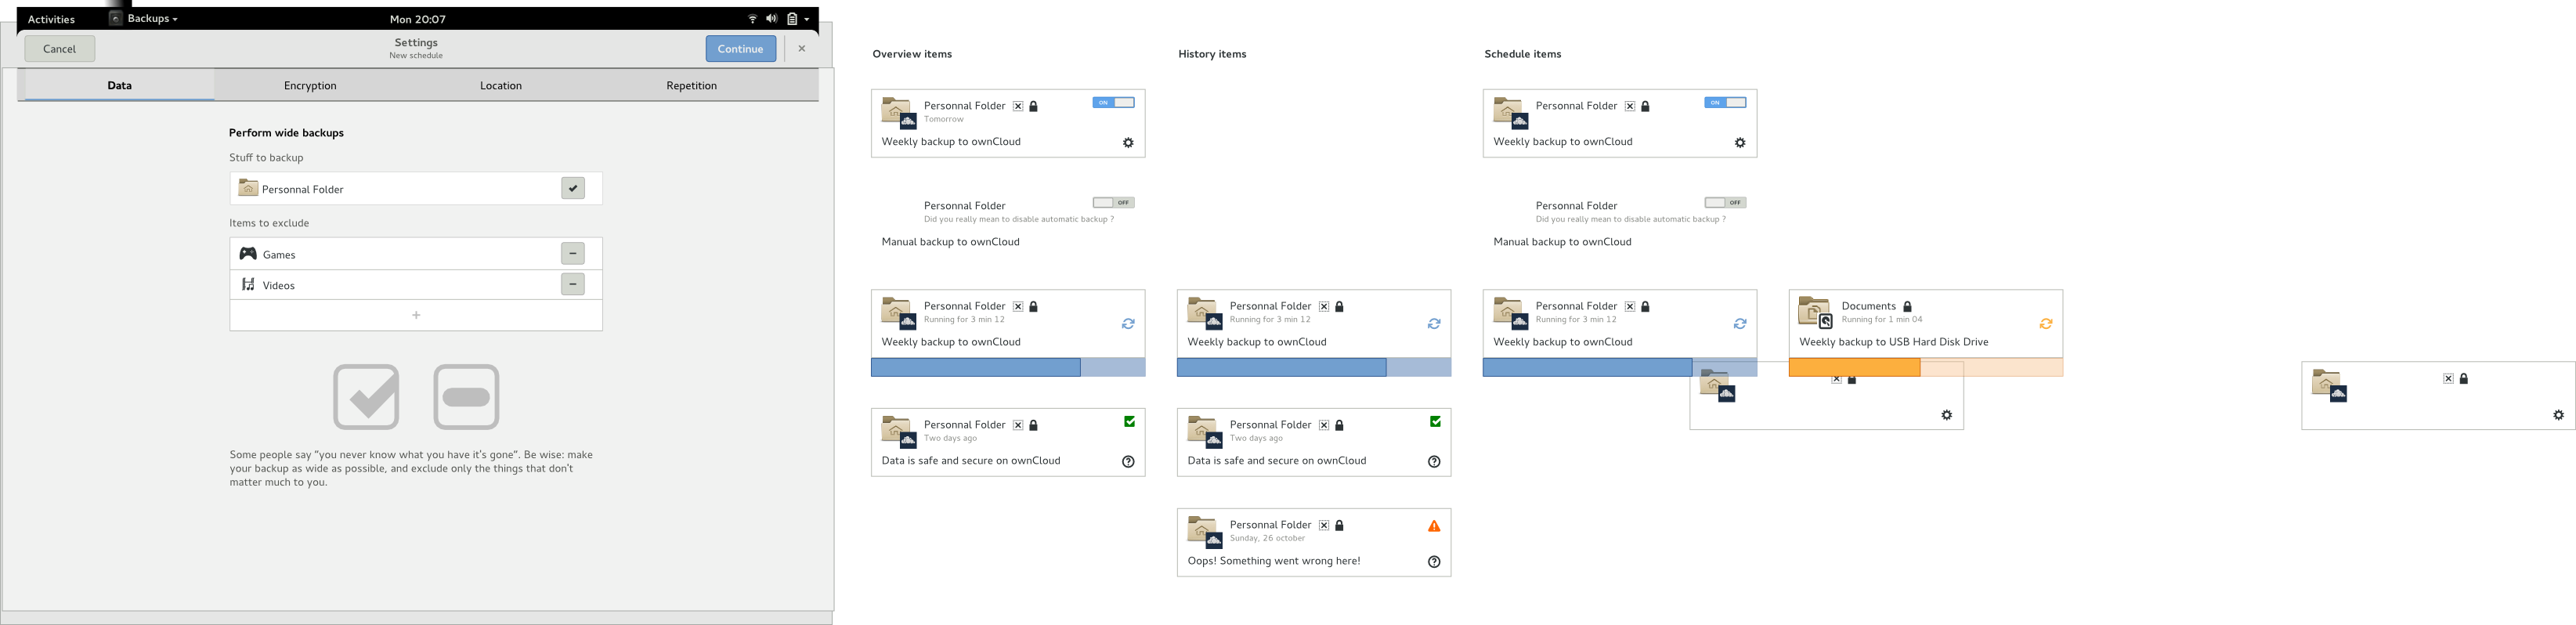 Activities
Backups
Mon 20:07
Cancel
Settings
New schedule
Continue
Data
Encryption
Location
Repetition
Perform wide backups
Stuff to backup
Personnal Folder
Items to exclude
Games
Videos
Some people say "you never know what you have it's gone". Be wise: make
your backup as wide as possible, and exclude only the things that don't
matter much to you.
Overview items
Personnal Folder
ON
Tomorrow
Weekly backup to ownCloud
Personnal Folder
OFF
Did you really mean to disable automatic backup ?
Manual backup to ownCloud
Personnal Folder
Running for 3 min 12
Weekly backup to ownCloud
Personnal Folder
Two days ago
Data is safe and secure on ownCloud
History items
Personnal Folder
Running for 3 min 12
Weekly backup to ownCloud
Personnal Folder
Two days ago
Data is safe and secure on ownCloud
Personnal Folder
Sunday, 26 october
Oops! Something went wrong here!
Schedule items
Personnal Folder
ON
Weekly backup to ownCloud
Personnal Folder
OFF
Did you really mean to disable automatic backup ?
Manual backup to ownCloud
Personnal Folder
Running for 3 min 12
Weekly backup to ownCloud
Documents
Running for 1 min 04
Weekly backup to USB Hard Disk Drive